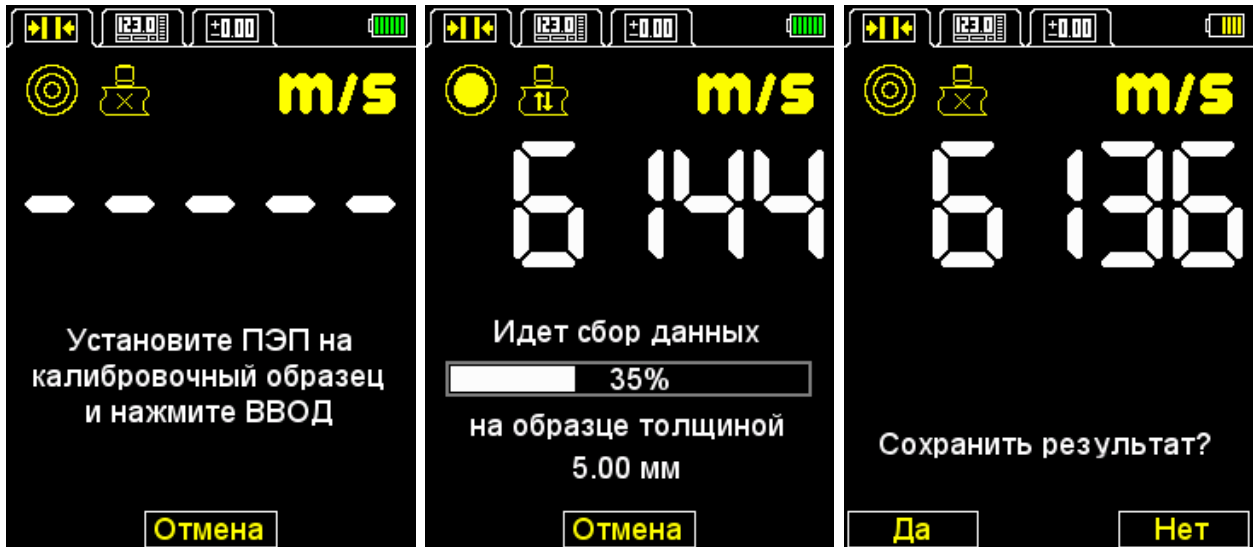 123.0
±0.00
m/s
- - - - -
Установите ПЭП на
калибровочный образец
и нажмите ВВОД
Отмена
123.0
±0.00
m/s
6144
Идет сбор данных
35%
на образце толщиной
5.00 мм
Отмена
123.0
±0.00
m/s
6136
Сохранить результат?
Да
Нет